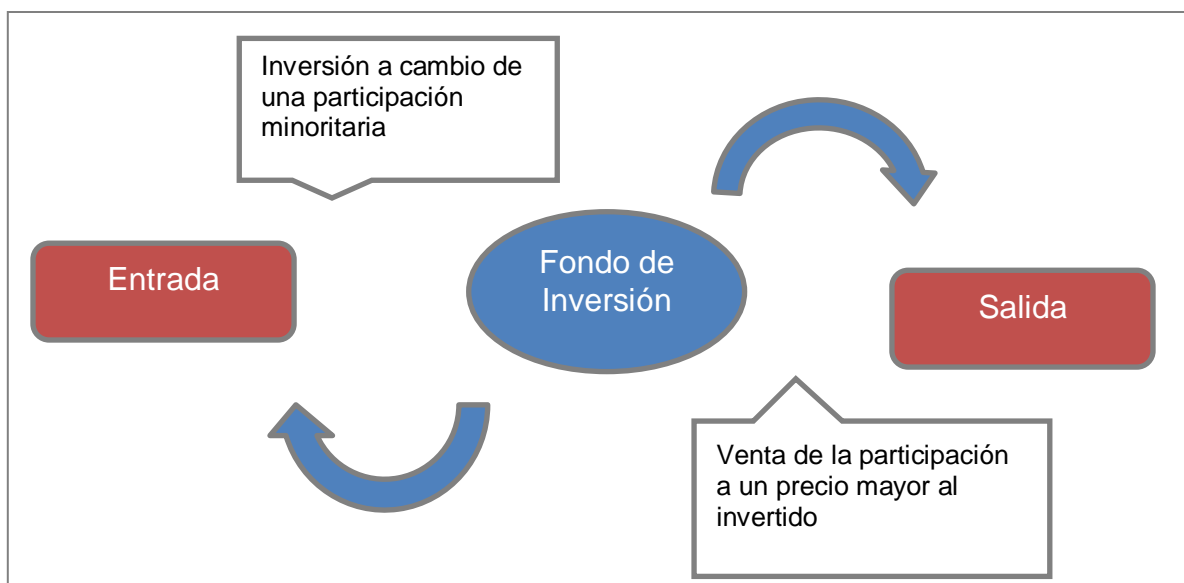 Inversión a cambio de
una participación
minoritaria
Entrada
Fondo de
Inversión
Salida
Venta de la participación
a un precio mayor al
invertido